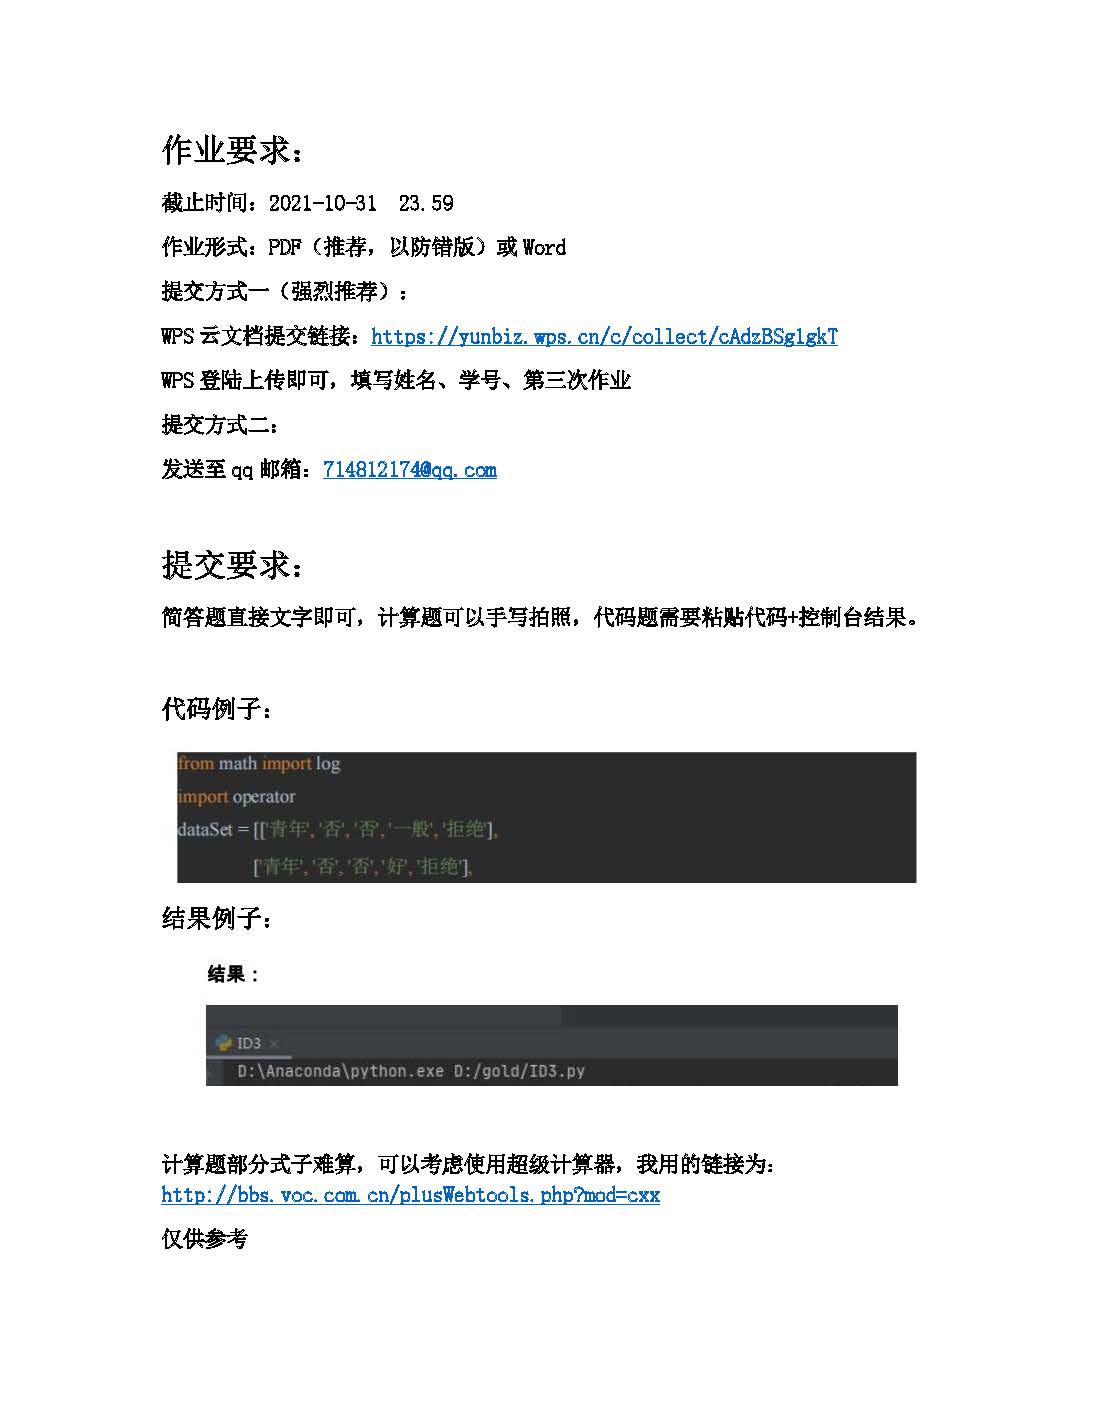 作业要求：
截止时间：2021-10-31  23.59
作业形式：PDF（推荐，以防错版）或 Word
提交方式一（强烈推荐）：
WPS 云文档提交链接：https://yunbiz.wps.cn/c/collect/cAdzBSg1gkT
WPS 登陆上传即可，填写姓名、学号、第三次作业
提交方式二：
发送至 qq 邮箱：714812174@qq.com
提交要求：
简答题直接文字即可，计算题可以手写拍照，代码题需要粘贴代码+控制台结果。
代码例子：
from math import log
import operator
dataSet = [['青年', '否', '否', '一般', '拒绝'],
['青年', '否', '否', '好', '拒绝'],
结果例子：
结果：
ID3 ×
D:\Anaconda\python.exe D:/gold/ID3.py
计算题部分式子难算，可以考虑使用超级计算器，我用的链接为：
http://bbs.voc.com.cn/plusWebtools.php?mod=cxx
仅供参考